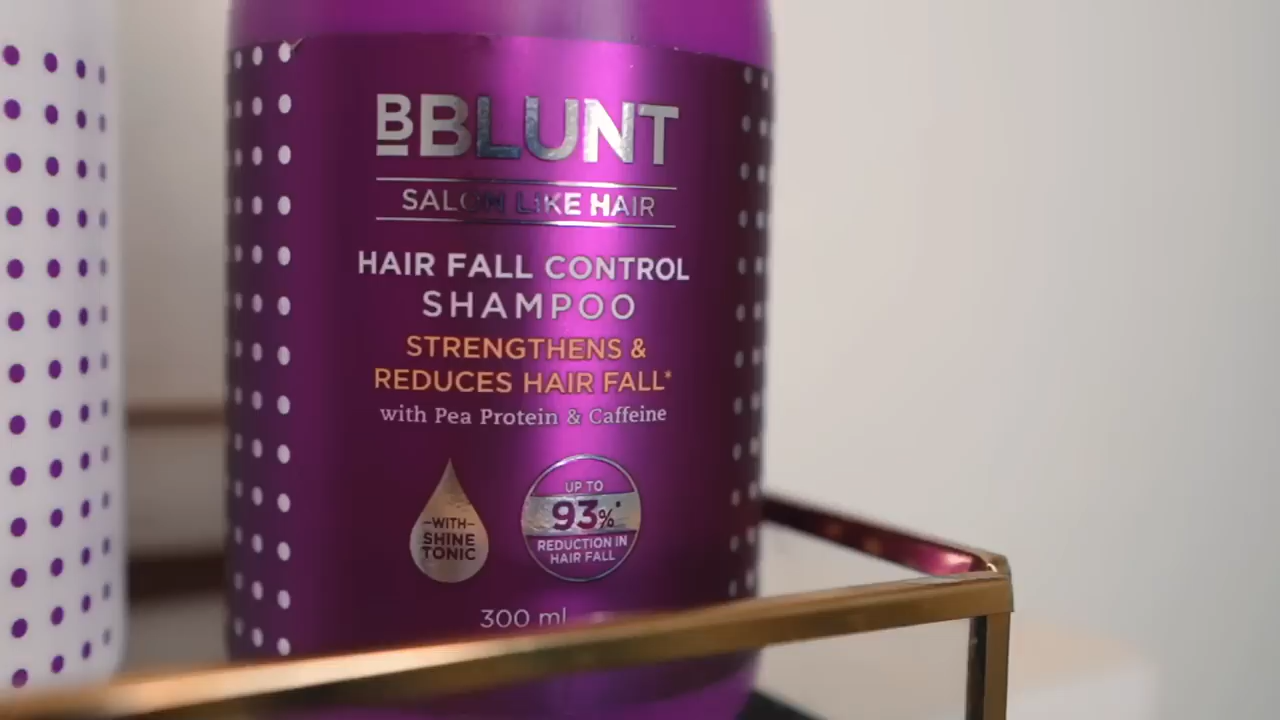 BBLUNT
SALON LIKE HAIR
HAIR FALL CONTROL
SHAMPOO
STRENGTHENS &
REDUCES HAIR FALL*
with Pea Protein & Caffeine
-WITH-
SHINE
TONIC
UP TO
93%*
REDUCTION IN
HAIR FALL
300 ml